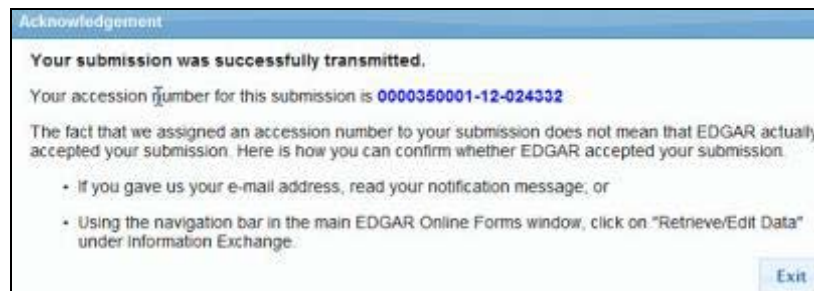 Acknowledgement
Your submission was successfully transmitted.
Your accession number for this submission is 0000350001-12-024332
The fact that we assigned an accession number to your submission does not mean that EDGAR actually
accepted your submission. Here is how you can confirm whether EDGAR accepted your submission.
• If you gave us your e-mail address, read your notification message; or
• Using the navigation bar in the main EDGAR Online Forms window, click on "Retrieve/Edit Data"
under Information Exchange.
Exit